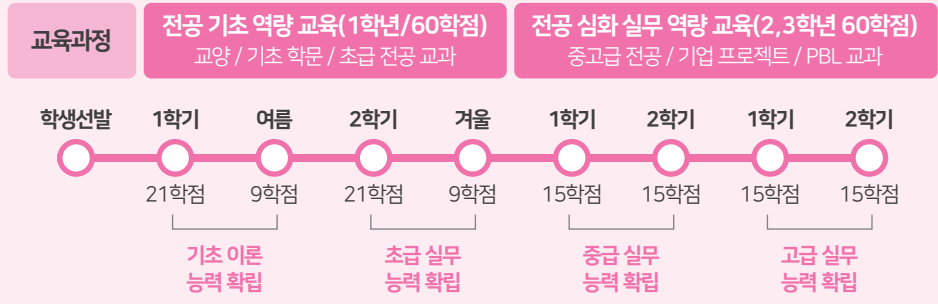 교육과정
전공 기초 역량 교육(1학년/60학점)
교양 / 기초 학문 / 초급 전공 교과
전공 심화 실무 역량 교육(2,3학년 60학점)
중고급 전공 / 기업 프로젝트 / PBL 교과
학생선발 1학기 여름 2학기 겨울 1학기 2학기 1학기 2학기
21학점 9학점 21학점 9학점 15학점 15학점 15학점 15학점
기초 이론 초급 실무 중급 실무 고급 실무
능력 확립 능력 확립 능력 확립 능력 확립